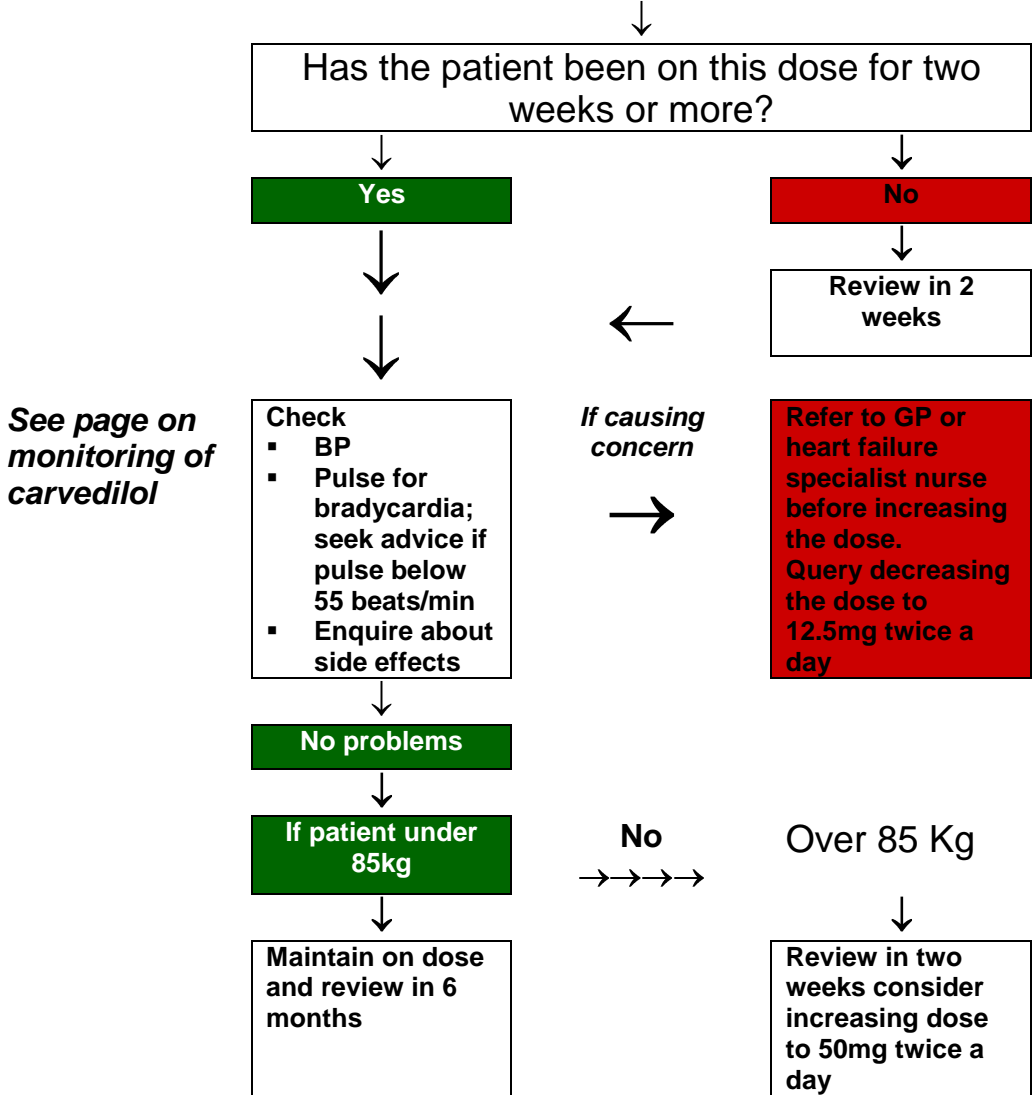 Has the patient been on this dose for two
weeks or more?
Yes
No
Review in 2
weeks
See page on
monitoring of
carvedilol
Check
▪ BP
▪ Pulse for
bradycardia;
seek advice if
pulse below
55 beats/min
▪ Enquire about
side effects
If causing
concern
Refer to GP or
heart failure
specialist nurse
before increasing
the dose.
Query decreasing
the dose to
12.5mg twice a
day
No problems
If patient under
85kg
No
Over 85 Kg
Maintain on dose
and review in 6
months
Review in two
weeks consider
increasing dose
to 50mg twice a
day